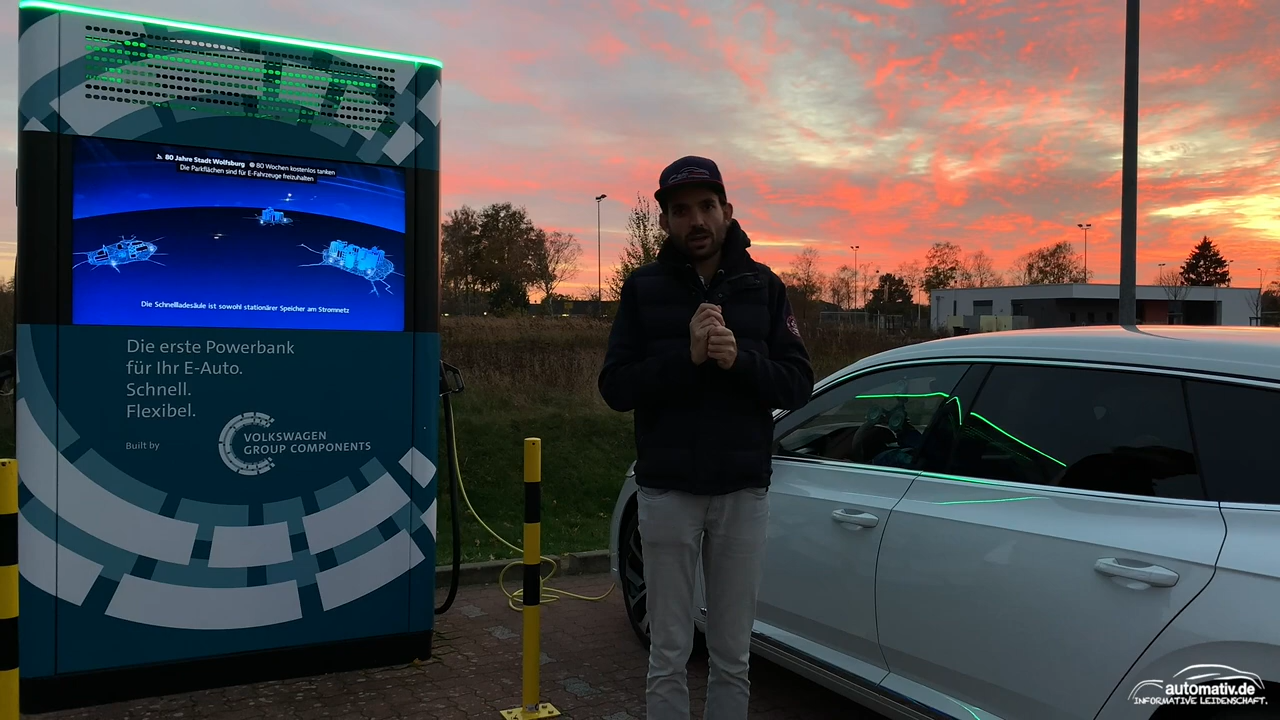 80 Jahre Stadt Wolfsburg 80 Wochen kostenlos tanken
Die Parkflächen sind für E-Fahrzeuge freizuhalten
Die Schnellladesäule ist sowohl stationärer Speicher am Stromnetz
Die erste Powerbank
für Ihr E-Auto.
Schnell.
Flexibel.
Built by
VOLKSWAGEN
GROUP COMPONENTS
automativ.de
INFORMATIVE LEIDENSCHAFT.